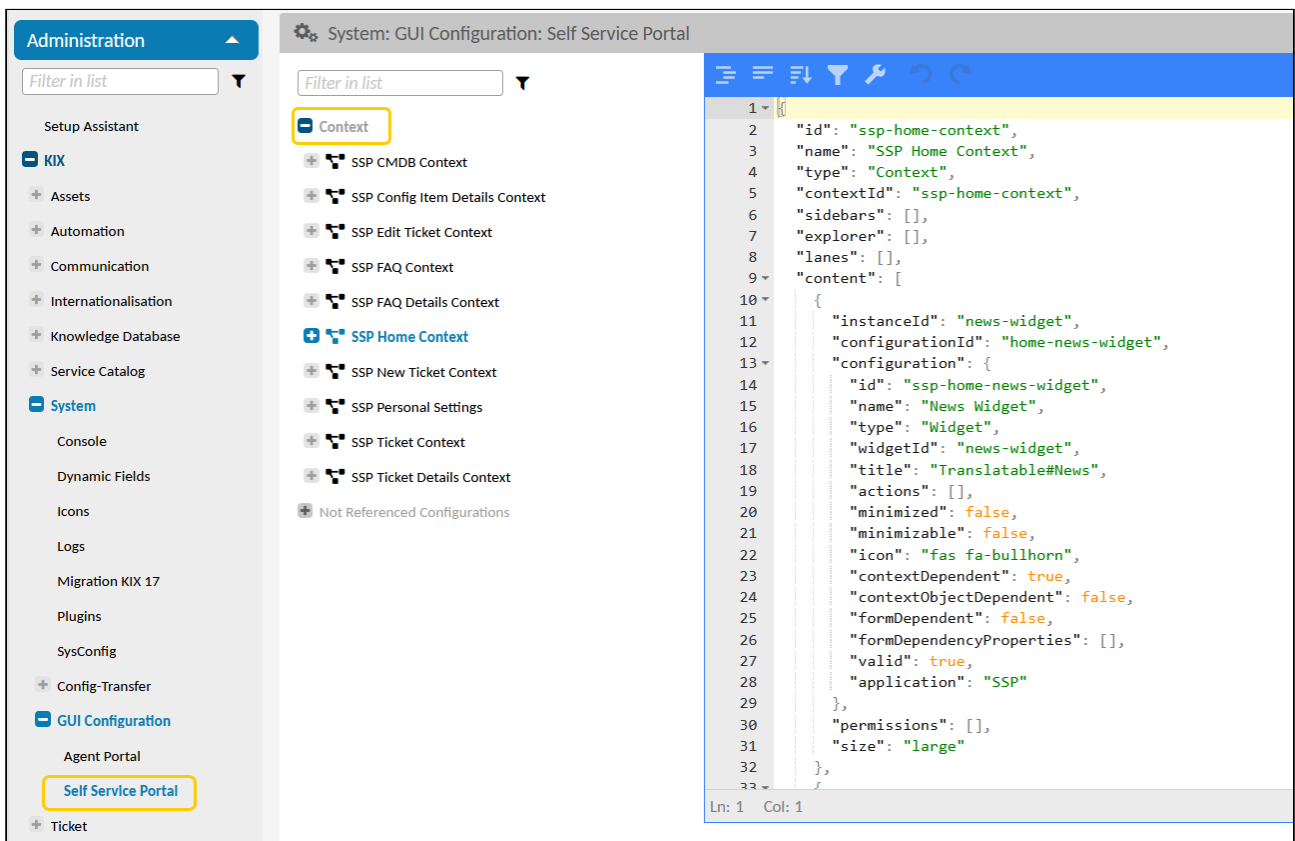 Administration
Filter in list
Setup Assistant
KIX
Assets
Automation
Communication
Internationalisation
Knowledge Database
Service Catalog
System
Console
Dynamic Fields
Icons
Logs
Migration KIX 17
Plugins
SysConfig
Config-Transfer
GUI Configuration
Agent Portal
Self Service Portal
Ticket
System: GUI Configuration: Self Service Portal
Filter in list
Context
SSP CMDB Context
SSP Config Item Details Context
SSP Edit Ticket Context
SSP FAQ Context
SSP FAQ Details Context
SSP Home Context
SSP New Ticket Context
SSP Personal Settings
SSP Ticket Context
SSP Ticket Details Context
Not Referenced Configurations
1 {
2 "id": "ssp-home-context",
3 "name": "SSP Home Context",
4 "type": "Context",
5 "contextId": "ssp-home-context",
6 "sidebars": [],
7 "explorer": [],
8 "lanes": [],
9 "content": [
10 {
11 "instanceId": "news-widget",
12 "configurationId": "home-news-widget",
13 "configuration": {
14 "id": "ssp-home-news-widget",
15 "name": "News Widget",
16 "type": "Widget",
17 "widgetId": "news-widget",
18 "title": "Translatable#News",
19 "actions": [],
20 "minimized": false,
21 "minimizable": false,
22 "icon": "fas fa-bullhorn",
23 "contextDependent": true,
24 "contextObjectDependent": false,
25 "formDependent": false,
26 "formDependencyProperties": [],
27 "valid": true,
28 "application": "SSP"
29 },
30 "permissions": [],
31 "size": "large"
32 },
33 {
Ln: 1 Col: 1